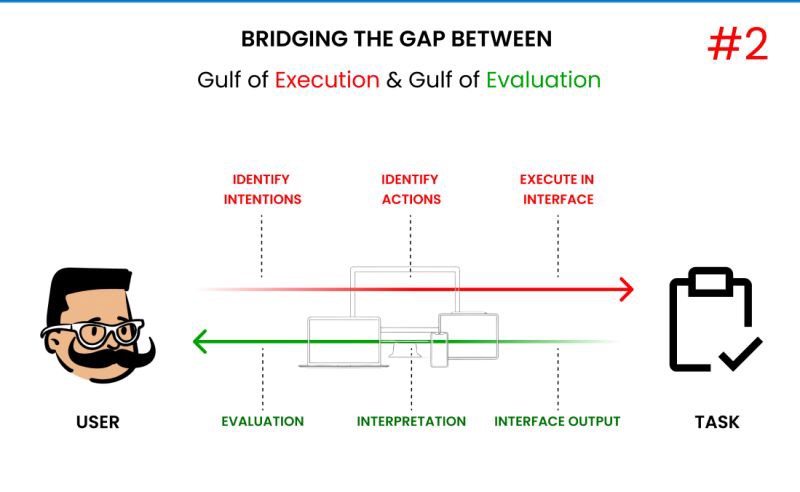 BRIDGING THE GAP BETWEEN
#2
Gulf of Execution & Gulf of Evaluation
IDENTIFY
INTENTIONS
IDENTIFY
ACTIONS
EXECUTE IN
INTERFACE
USER
EVALUATION
INTERPRETATION
INTERFACE OUTPUT
TASK